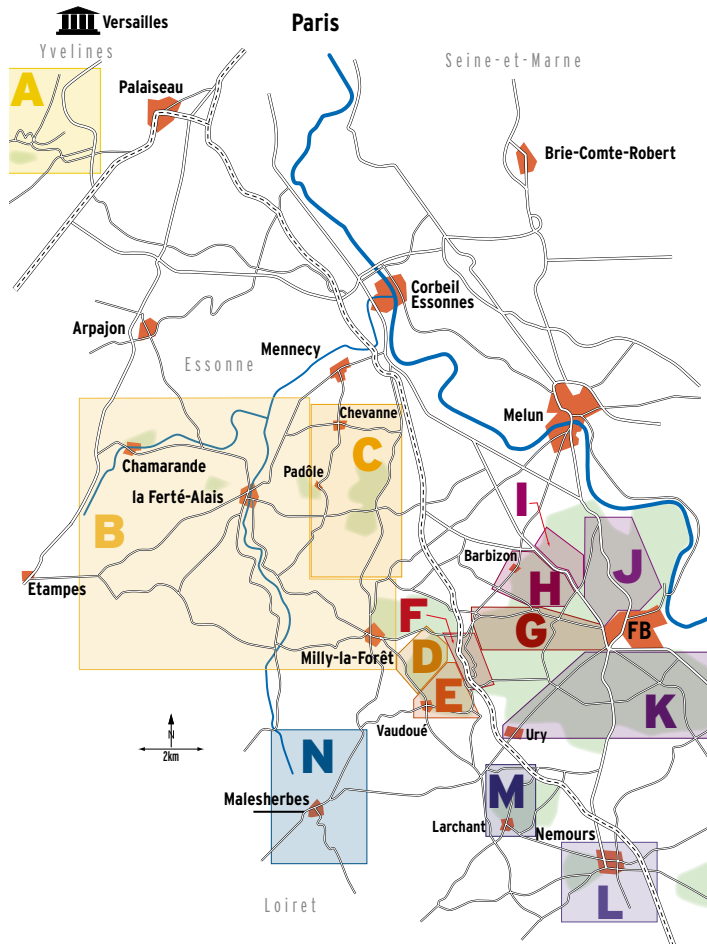 Versailles
Paris
Yvelines
Seine-et-Marne
A
Palaiseau
Brie-Comte-Robert
Corbeil
Essonnes
Arpajon
Essonne
Mennecy
Chevanne
Melun
Chamarande
Padôle
C
la Ferté-Alais
I
B
Barbizon
J
H
Etampes
F
G
FB
Milly-la-Forêt
D
E
K
Vaudoué
Ury
N
2km
N
M
Malesherbes
Larchant
Nemours
L
Loiret